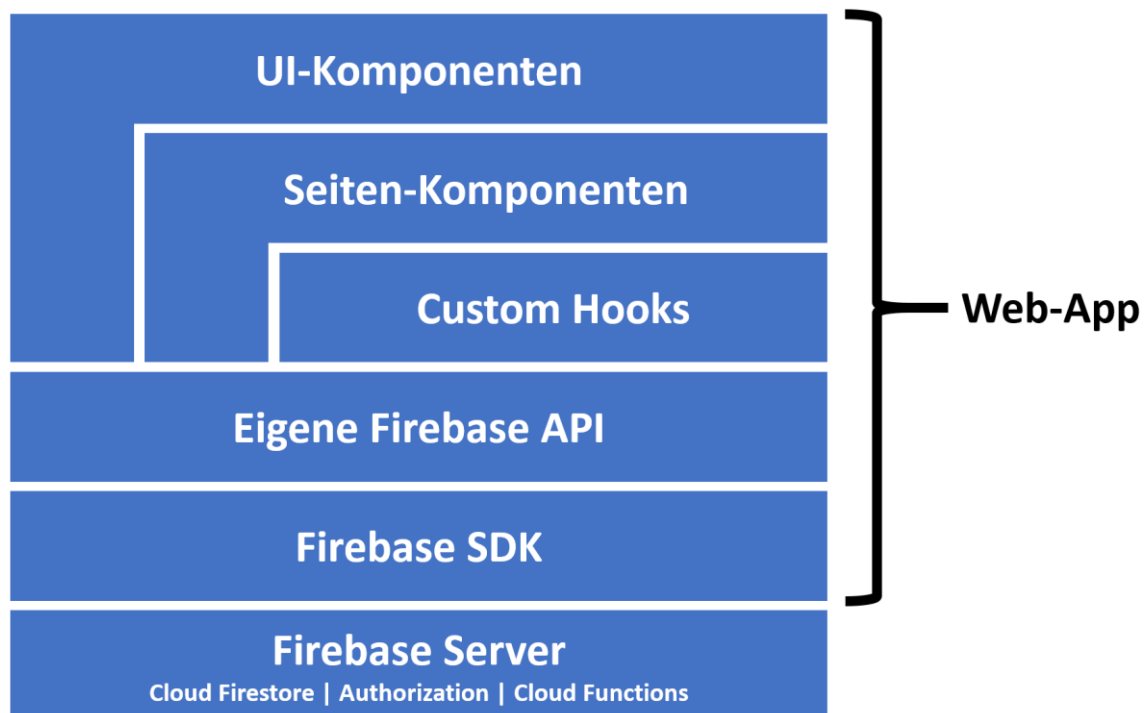 UI-Komponenten
Seiten-Komponenten
Custom Hooks
Web-App
Eigene Firebase API
Firebase SDK
Firebase Server
Cloud Firestore | Authorization | Cloud Functions